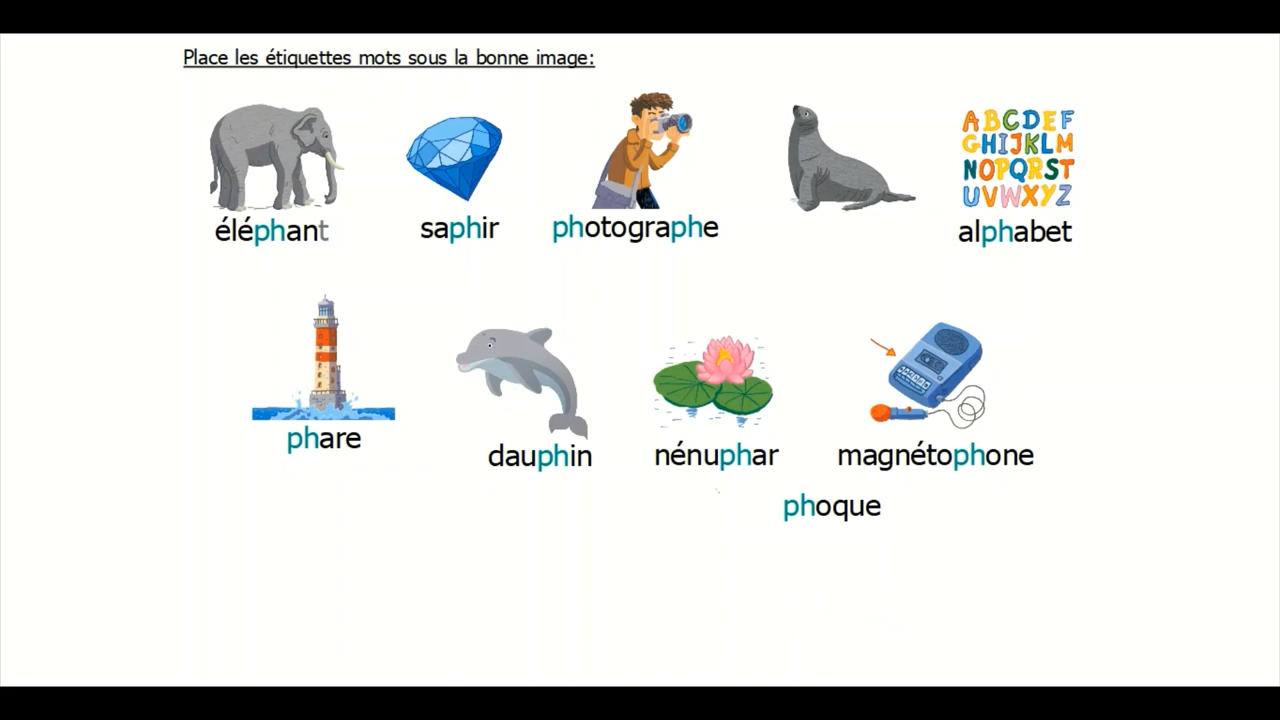 Place les étiquettes mots sous la bonne image:
ABCDEF
GHIJKLM
NOPQRST
UVWXYZ
éléphant
saphir
photographe
alphabet
phare
dauphin
nénuphar
magnétophone
phoque